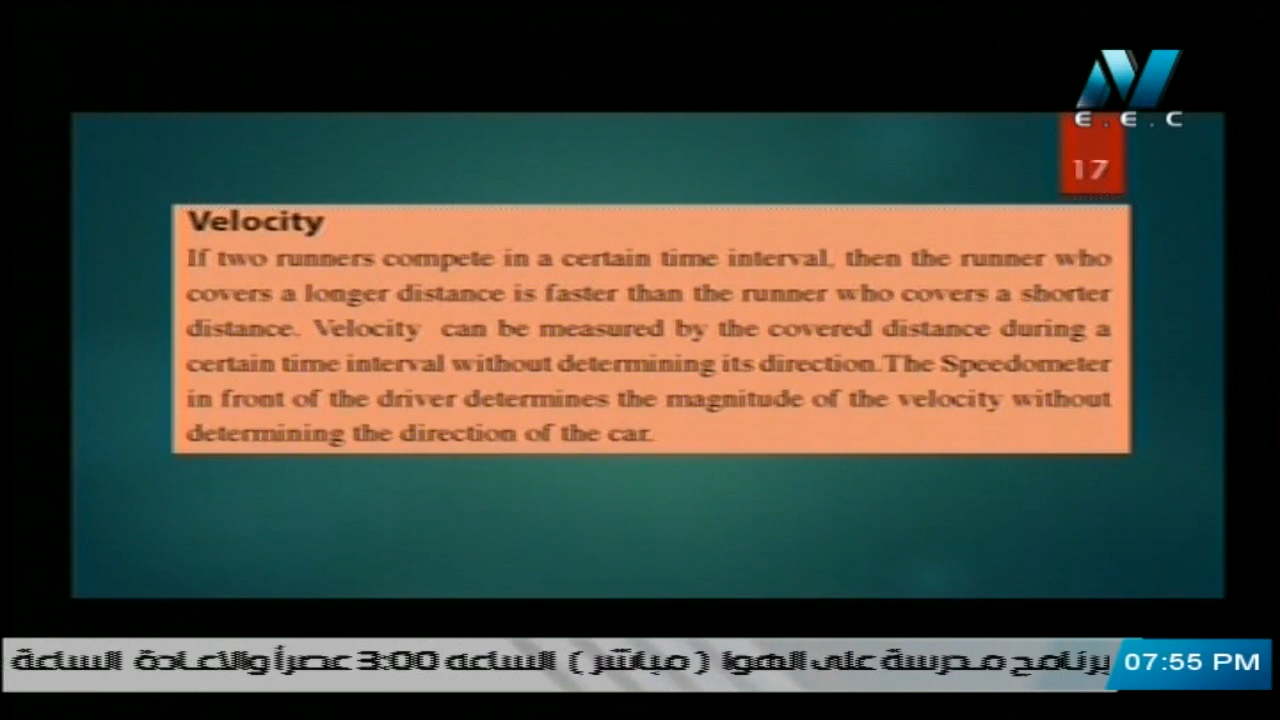 E.E.C
17
Velocity
If two runners compete in a certain time interval, then the runner who
covers a longer distance is faster than the runner who covers a shorter
distance. Velocity can be measured by the covered distance during a
certain time interval without determining its direction.The Speedometer
in front of the driver determines the magnitude of the velocity without
determining the direction of the car.
برنامج مدرسة على الهوا ( مباشر ) الساعه 3:00 عصراً والاعادة الساعة
07:55 PM